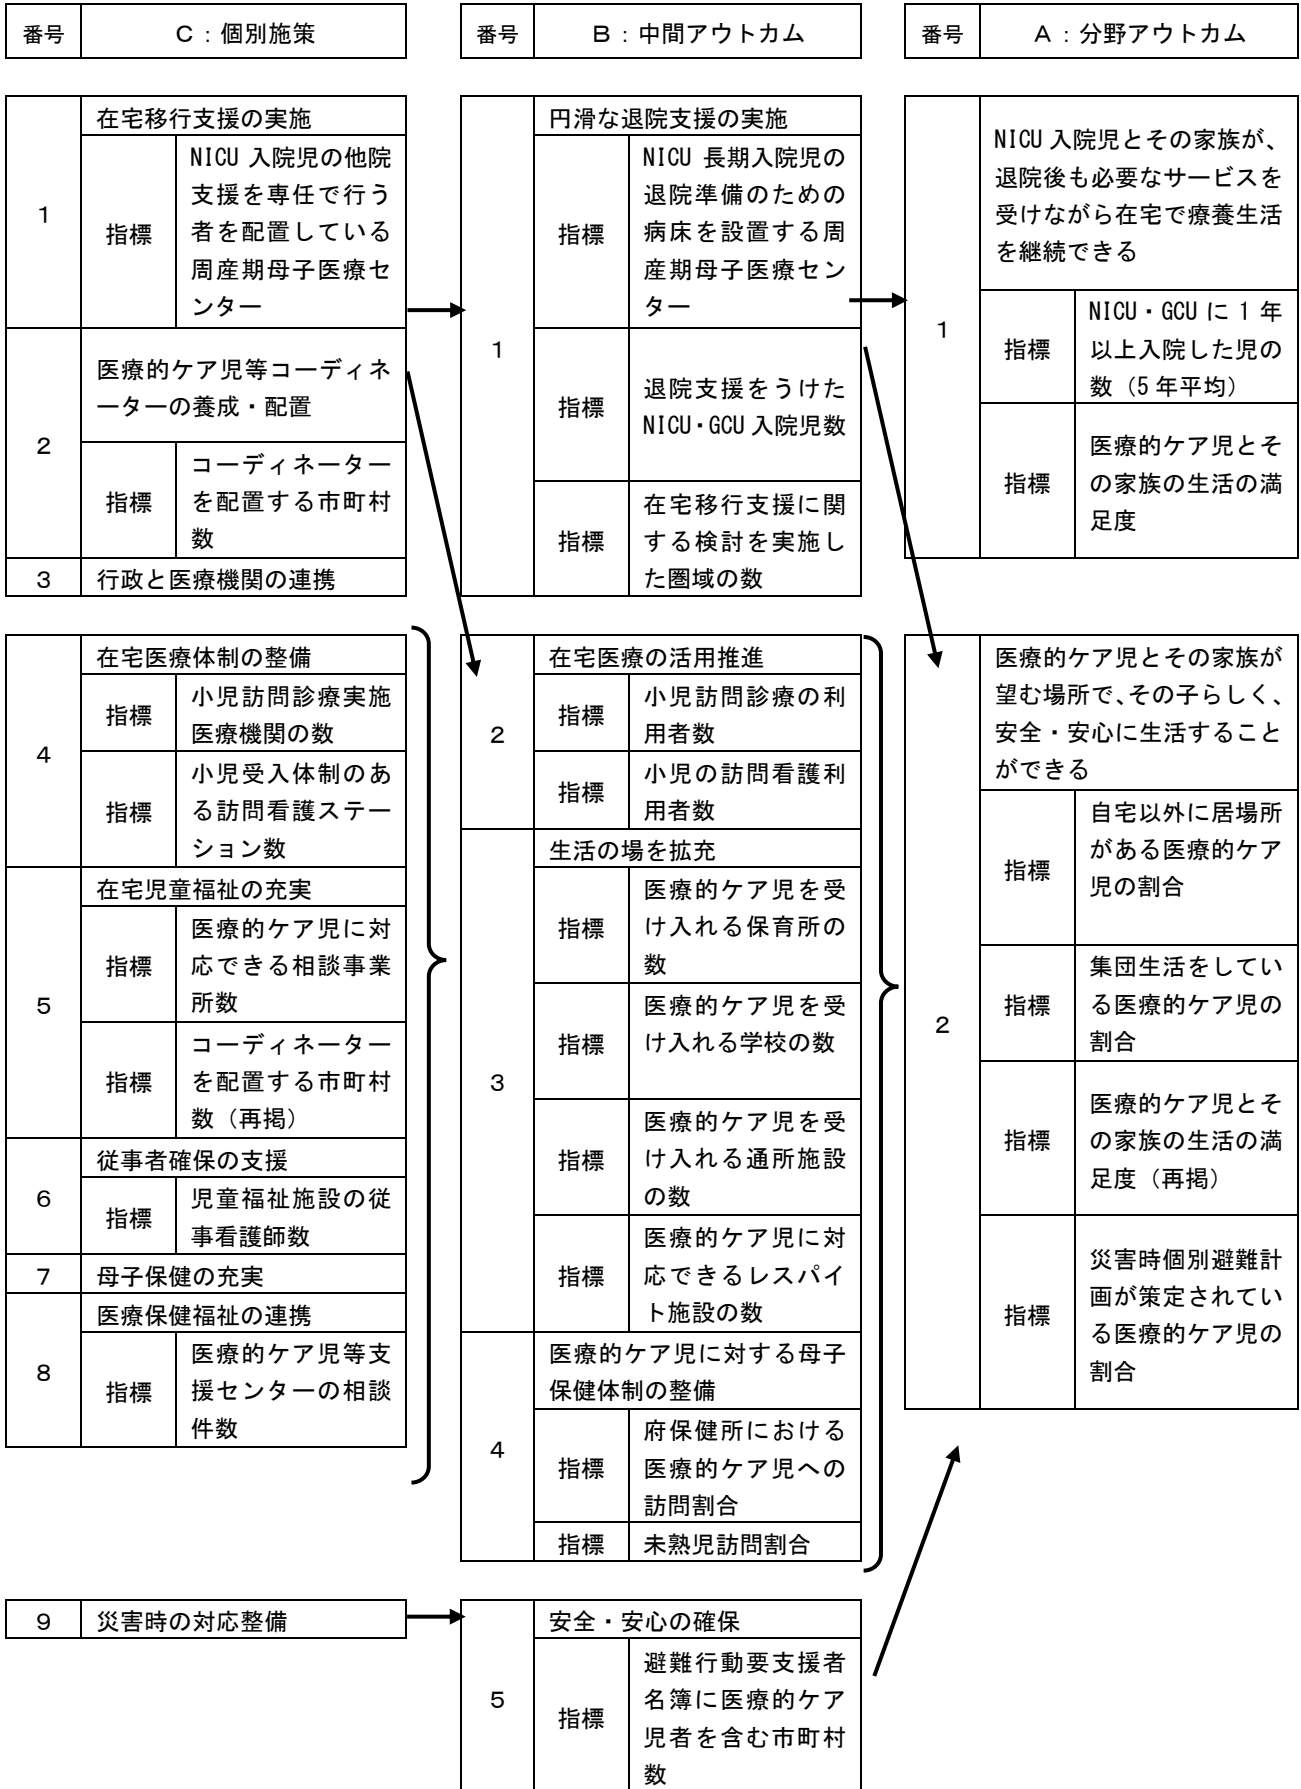 番号
C：個別施策
番号
B：中間アウトカム
番号
A：分野アウトカム
1
在宅移行支援の実施
指標
NICU 入院児の他院
支援を専任で行う
者を配置している
周産期母子医療セ
ンター
2
医療的ケア児等コーディネ
ーターの養成・配置
指標
コーディネーター
を配置する市町村
数
3
行政と医療機関の連携
4
在宅医療体制の整備
指標
小児訪問診療実施
医療機関の数
指標
小児受入体制のあ
る訪問看護ステー
ション数
5
在宅児童福祉の充実
指標
医療的ケア児に対
応できる相談事業
所数
指標
コーディネーター
を配置する市町村
数（再掲）
6
従事者確保の支援
指標
児童福祉施設の従
事看護師数
7
母子保健の充実
8
医療保健福祉の連携
指標
医療的ケア児等支
援センターの相談
件数
9
災害時の対応整備
1
円滑な退院支援の実施
指標
NICU 長期入院児の
退院準備のための
病床を設置する周
産期母子医療セン
ター
指標
退院支援をうけた
NICU・GCU 入院児数
指標
在宅移行支援に関
する検討を実施し
た圏域の数
2
在宅医療の活用推進
指標
小児訪問診療の利
用者数
指標
小児の訪問看護利
用者数
3
生活の場を拡充
指標
医療的ケア児を受
け入れる保育所の
数
指標
医療的ケア児を受
け入れる学校の数
指標
医療的ケア児を受
け入れる通所施設
の数
指標
医療的ケア児に対
応できるレスパイ
ト施設の数
4
医療的ケア児に対する母子
保健体制の整備
指標
府保健所における
医療的ケア児への
訪問割合
指標
未熟児訪問割合
5
安全・安心の確保
指標
避難行動要支援者
名簿に医療的ケア
児者を含む市町村
数
1
NICU 入院児とその家族が、
退院後も必要なサービスを
受けながら在宅で療養生活
を継続できる
指標
NICU・GCU に 1 年
以上入院した児の
数（5 年平均）
指標
医療的ケア児とそ
の家族の生活の満
足度
2
医療的ケア児とその家族が
望む場所で、その子らしく、
安全・安心に生活すること
ができる
指標
自宅以外に居場所
がある医療的ケア
児の割合
指標
集団生活をしてい
る医療的ケア児の
割合
指標
医療的ケア児とそ
の家族の生活の満
足度（再掲）
指標
災害時個別避難計
画が策定されてい
る医療的ケア児の
割合